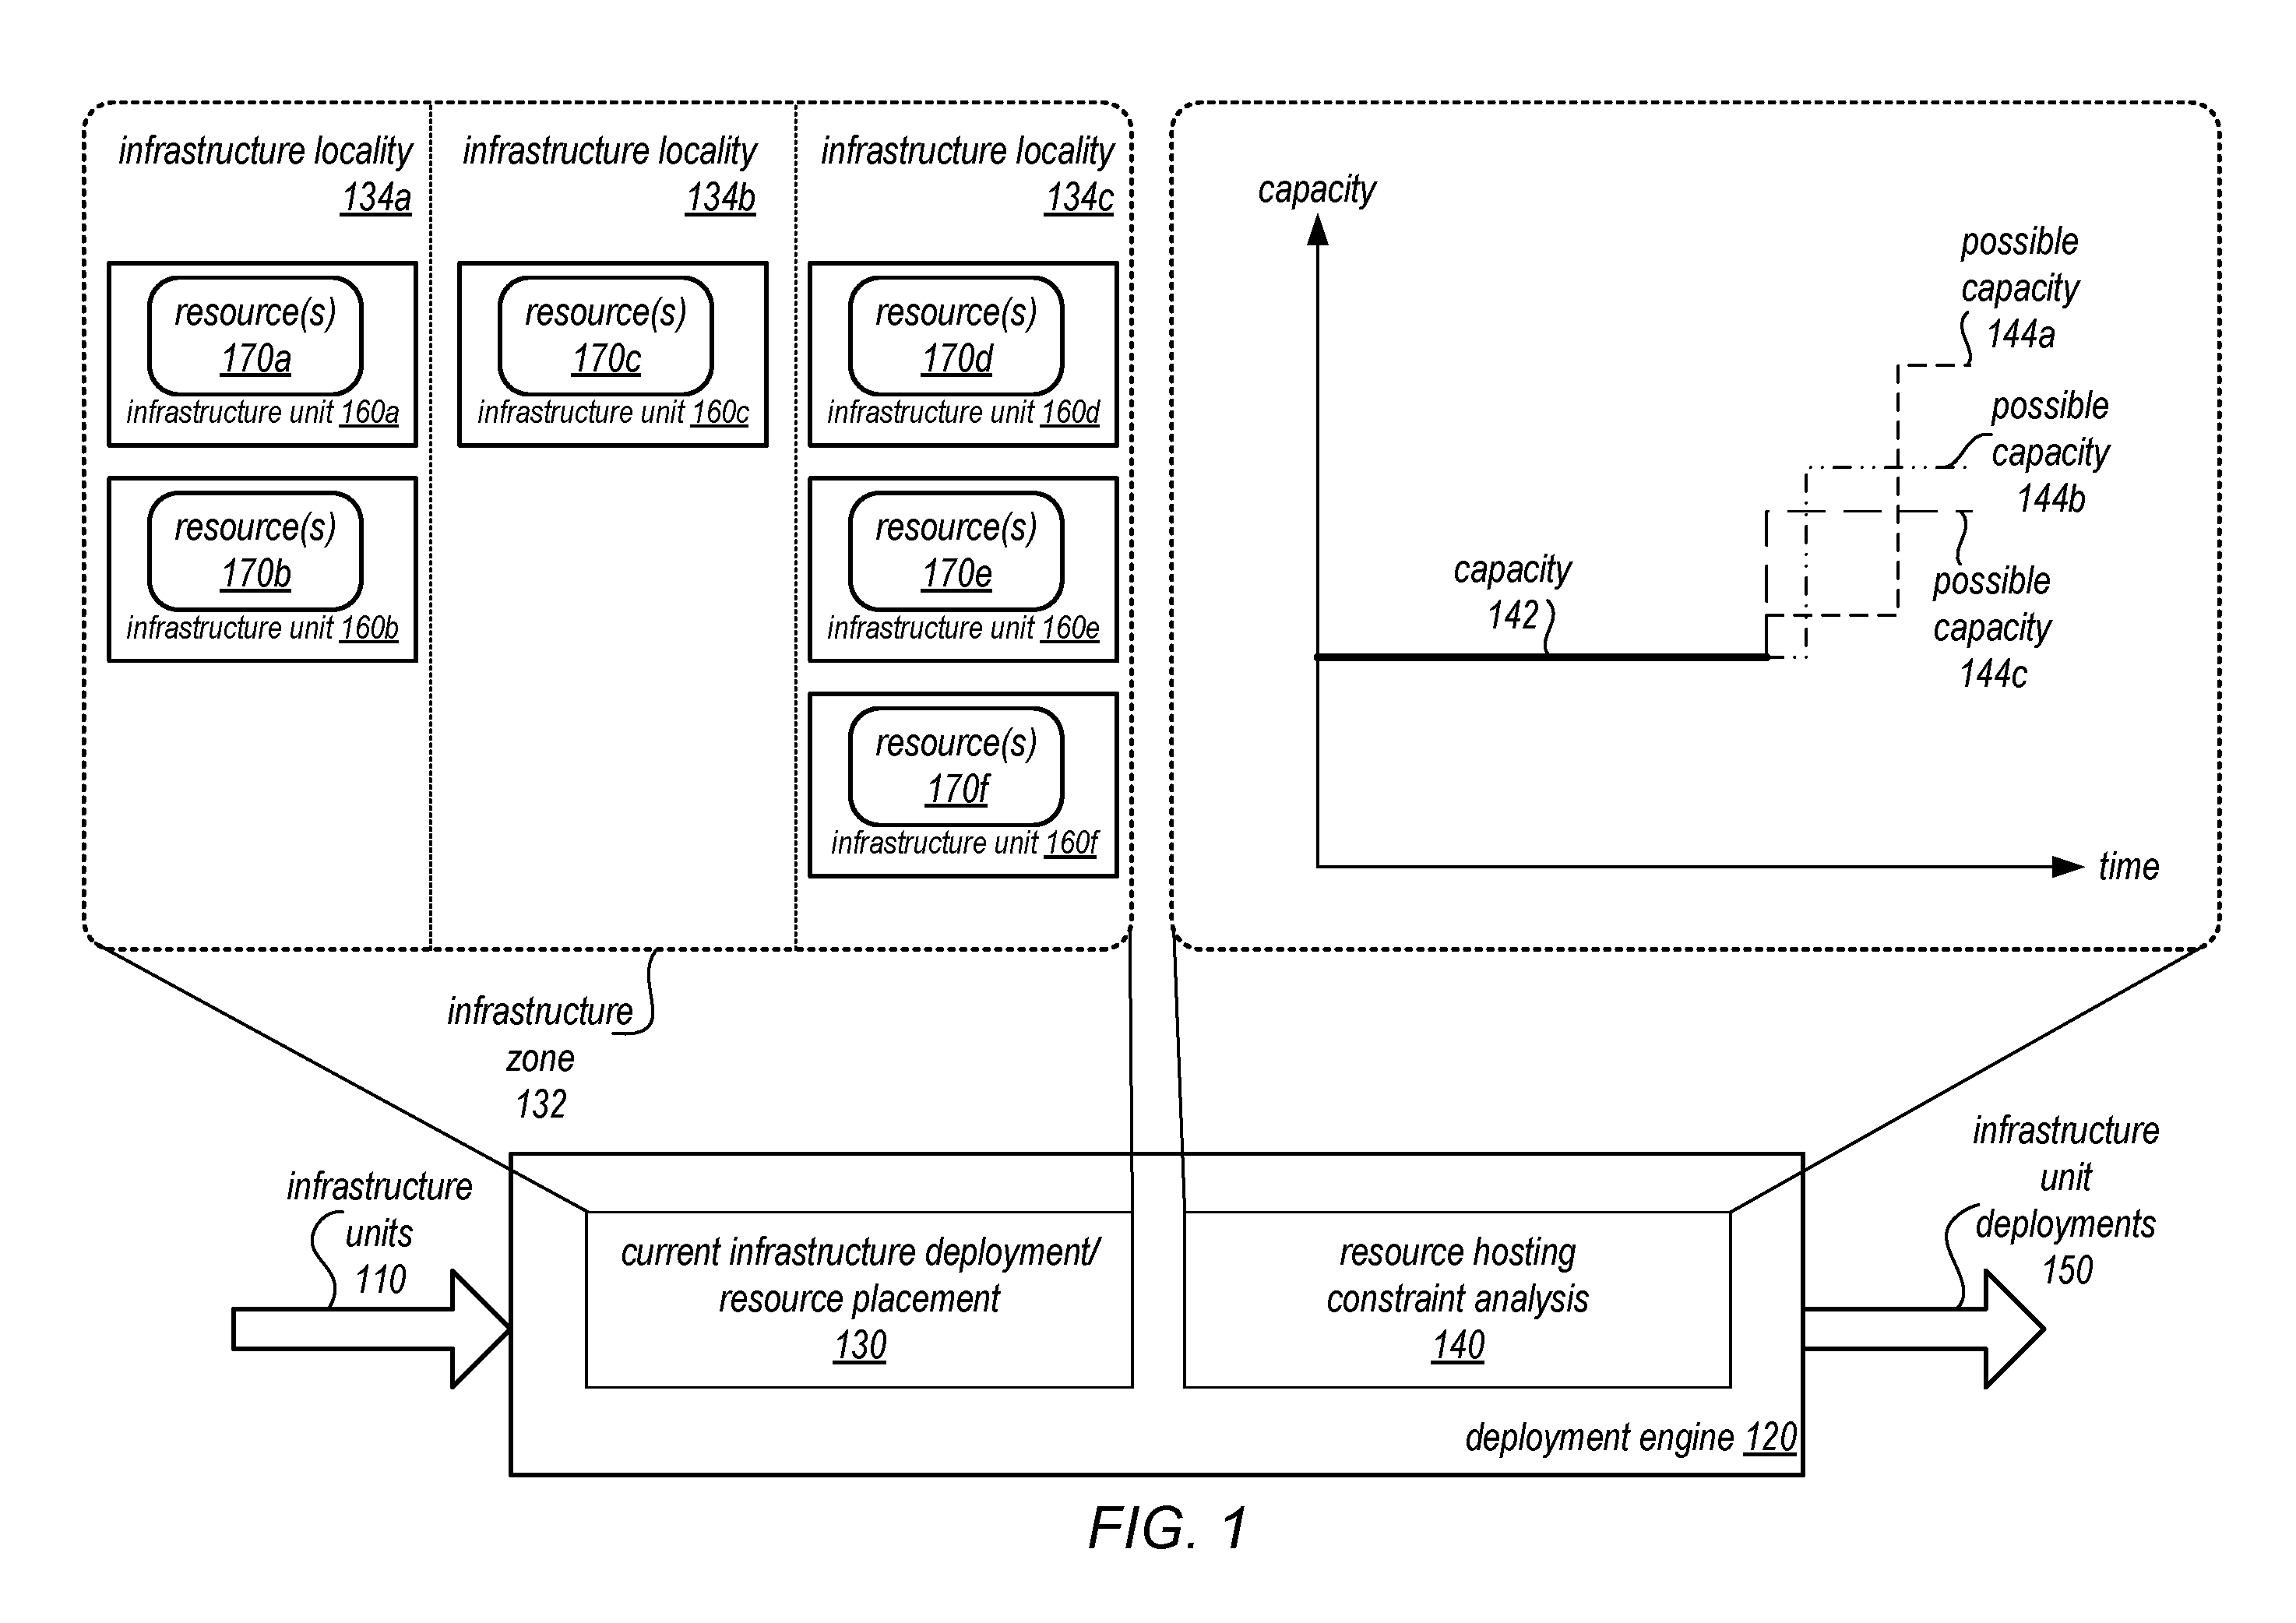 infrastructure locality
134a
infrastructure locality
134b
infrastructure locality
134c
resource(s)
170a
infrastructure unit 160a
resource(s)
170b
infrastructure unit 160b
resource(s)
170c
infrastructure unit 160c
resource(s)
170d
infrastructure unit 160d
resource(s)
170e
infrastructure unit 160e
resource(s)
170f
infrastructure unit 160f
infrastructure
zone
132
capacity
possible
capacity
144a
possible
capacity
144b
possible
capacity
144c
capacity
142
time
infrastructure
units
110
current infrastructure deployment/
resource placement
130
resource hosting
constraint analysis
140
deployment engine 120
infrastructure
unit
deployments
150
FIG. 1